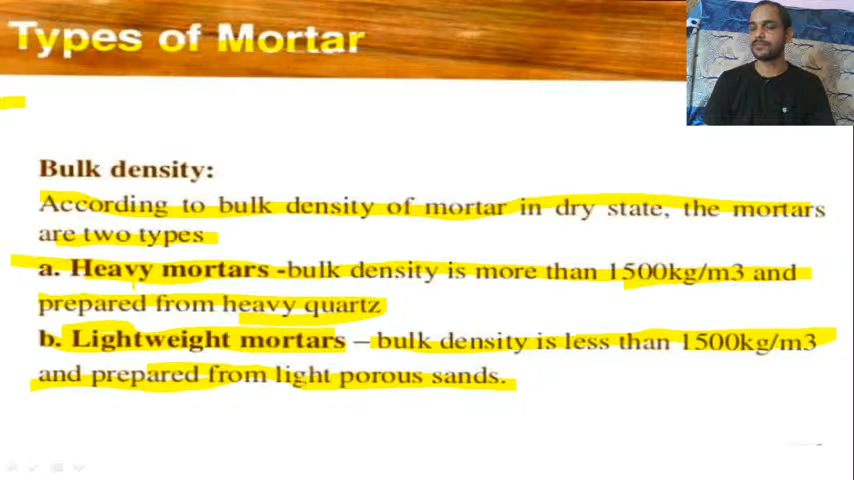 Types of Mortar
Bulk density:
According to bulk density of mortar in dry state, the mortars
are two types
a. Heavy mortars -bulk density is more than 1500kg/m3 and
prepared from heavy quartz
b. Lightweight mortars – bulk density is less than 1500kg/m3
and prepared from light porous sands.